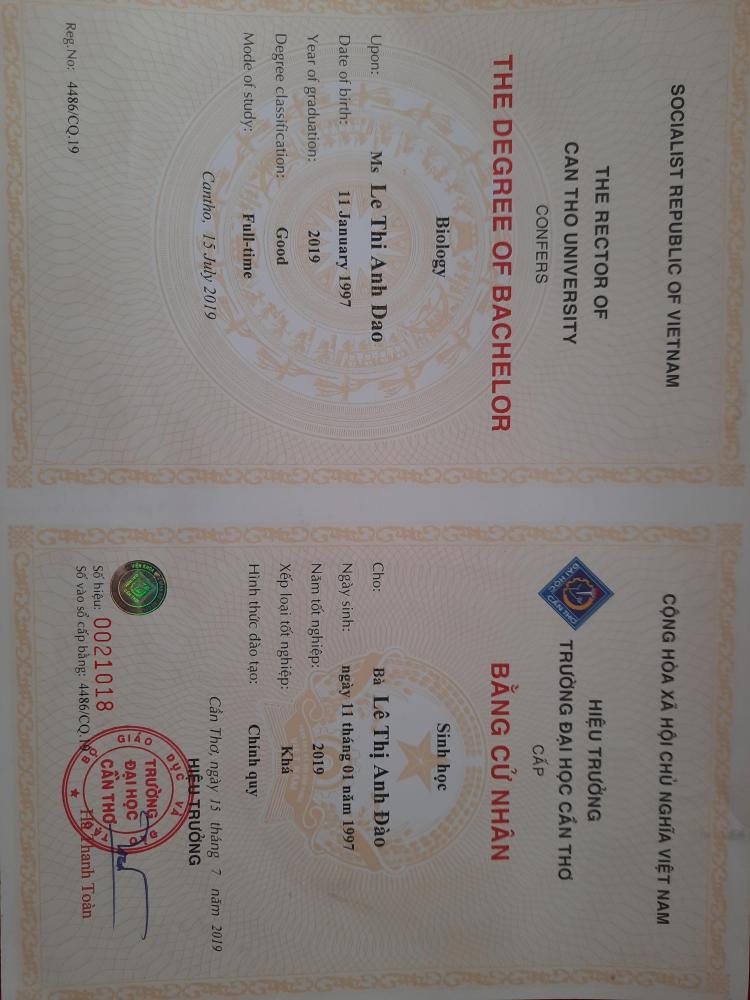 SOCIALIST REPUBLIC OF VIETNAM
THE RECTOR OF
CAN THO UNIVERSITY
CONFERS
THE DEGREE OF BACHELOR
Biology
Upon: Ms Le Thi Anh Dao
Date of birth: 11 January 1997
Year of graduation: 2019
Degree classification: Good
Mode of study: Full-time
Cantho, 15 July 2019
Reg.No: 4486/CQ.19
CỘNG HÒA XÃ HỘI CHỦ NGHĨA VIỆT NAM
HIỆU TRƯỞNG
TRƯỜNG ĐẠI HỌC CẦN THƠ
CẤP
BẰNG CỬ NHÂN
Sinh học
Cho: Bà Lê Thị Anh Đào
Ngày sinh: ngày 11 tháng 01 năm 1997
Năm tốt nghiệp: 2019
Xếp loại tốt nghiệp: Khá
Hình thức đào tạo: Chính quy
Cần Thơ, ngày 15 tháng 7 năm 2019
HIỆU TRƯỞNG
BỘ GIÁO DỤC VÀ
TRƯỜNG
ĐẠI HỌC
CẦN THƠ
Hà Thanh Toàn
Số hiệu: 0021018
Số vào sổ cấp bằng: 4486/CQ.19